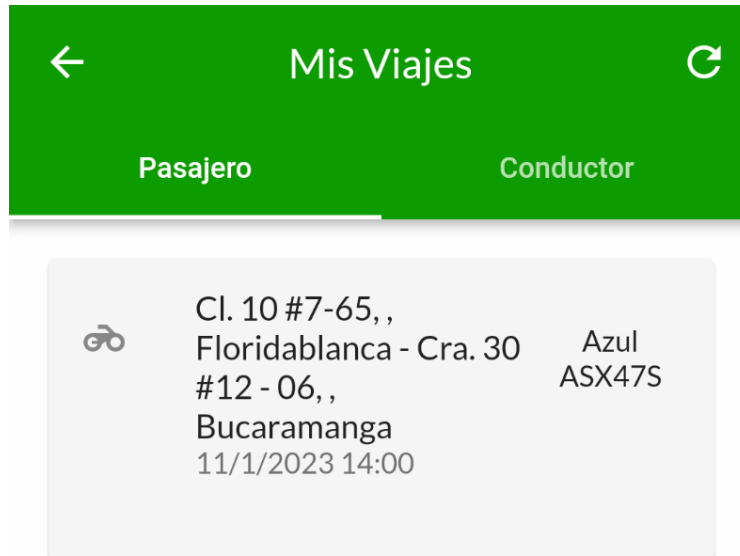 Mis Viajes
Pasajero
Conductor
Cl. 10 #7-65, ,
Floridablanca - Cra. 30
#12 - 06, ,
Bucaramanga
11/1/2023 14:00
Azul
ASX47S